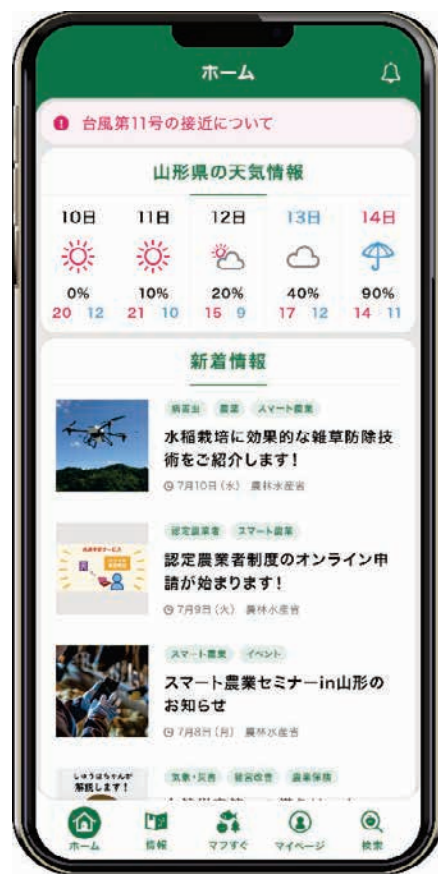 ホーム
台風第11号の接近について
山形県の天気情報
10日 11日 12日 13日 14日
0% 10% 20% 40% 90%
20 12 21 10 15 9 17 12 14 11
新着情報
病害虫 農薬 スマート農業
水稲栽培に効果的な雑草防除技
術をご紹介します!
7月10日(水) 農林水産省
認定農業者 スマート農業
認定農業者制度のオンライン申
請が始まります!
7月9日(火) 農林水産省
スマート農業 イベント
スマート農業セミナーin山形の
お知らせ
7月8日(月) 農林水産省
しゅうほちゃんが
解説します!
気象・災害 経営改善 農業保険
ホーム 情報 マフすぐ マイページ 検索